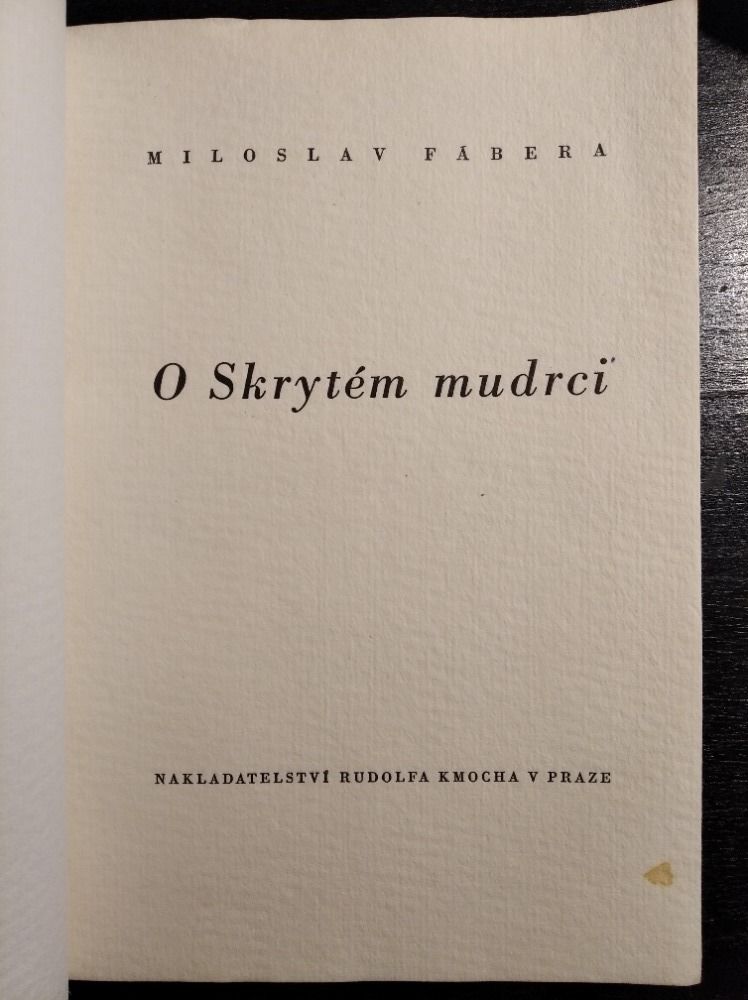 MILOSLAV FÁBERA
O Skrytém mudrci
NAKLADATELSTVÍ RUDOLFA KMOCHA V PRAZE